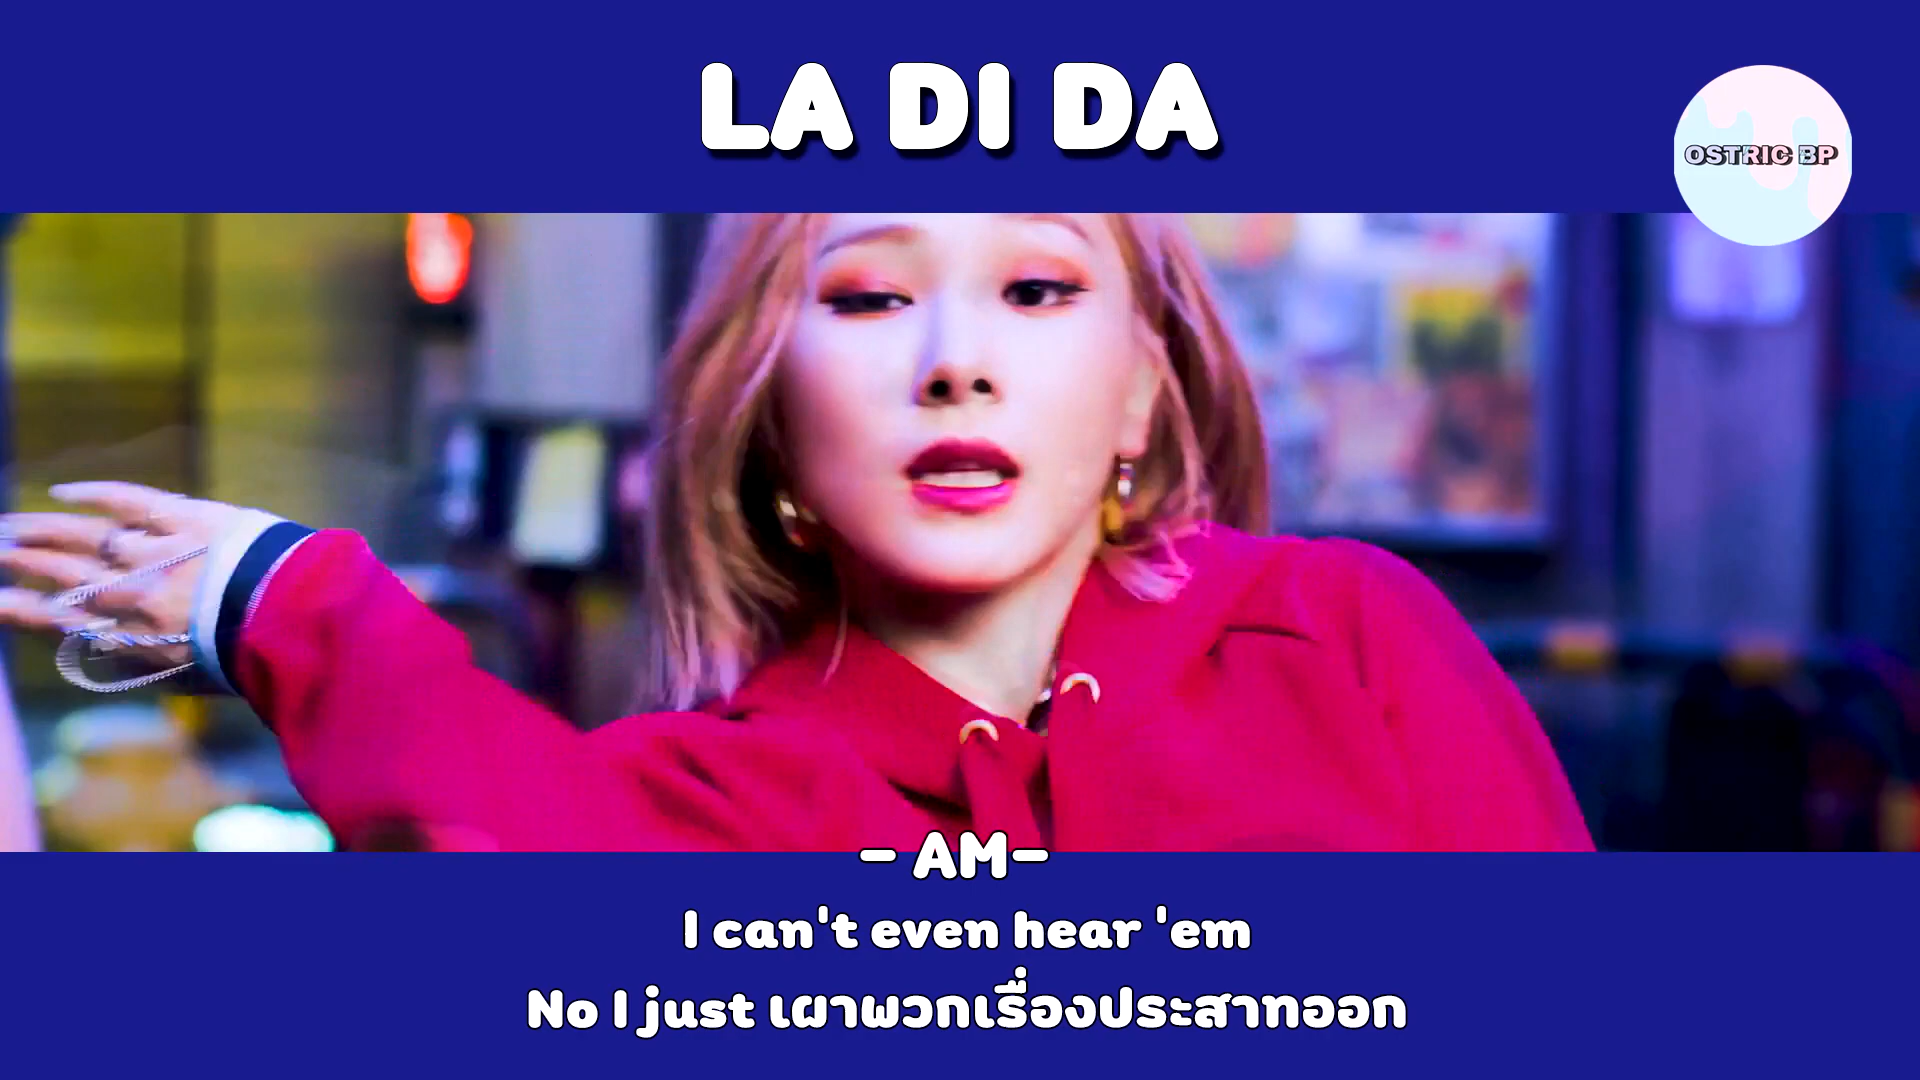 LA DI DA
OSTRIC BP
- AM-
I can't even hear 'em
No I just เผาพวกเรื่องประสาทออก